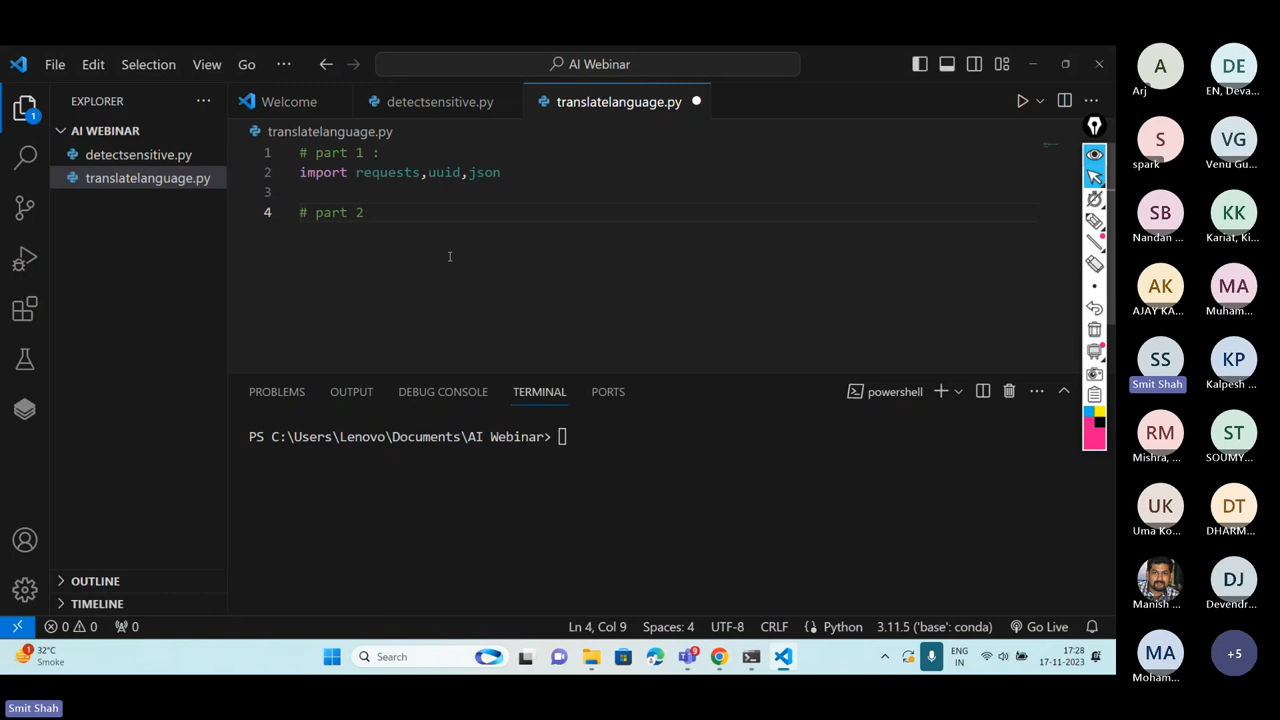 File Edit Selection View Go ··· AI Webinar
EXPLORER
Welcome detectsensitive.py translatelanguage.py
AI WEBINAR
detectsensitive.py
translatelanguage.py
translatelanguage.py
1 # part 1 :
2 import requests,uuid,json
3
4 # part 2
PROBLEMS OUTPUT DEBUG CONSOLE TERMINAL PORTS powershell
PS C:\Users\Lenovo\Documents\AI Webinar>
OUTLINE
TIMELINE
0 0 0 Ln 4, Col 9 Spaces: 4 UTF-8 CRLF Python 3.11.5 ('base': conda) Go Live
1
1
32°C
Smoke
Search
9
ENG
IN
17:28
17-11-2023
Smit Shah
A
Arj
DE
EN, Deva...
S
spark
VG
Venu Gu...
SB
Nandan ...
KK
Kariat, Ki...
AK
AJAY KA...
MA
Muham...
SS
Smit Shah
KP
Kalpesh ...
RM
Mishra, ...
ST
SOUMY...
UK
Uma Ko...
DT
DHARM...
Manish ...
DJ
Devendr...
MA
Moham...
+5